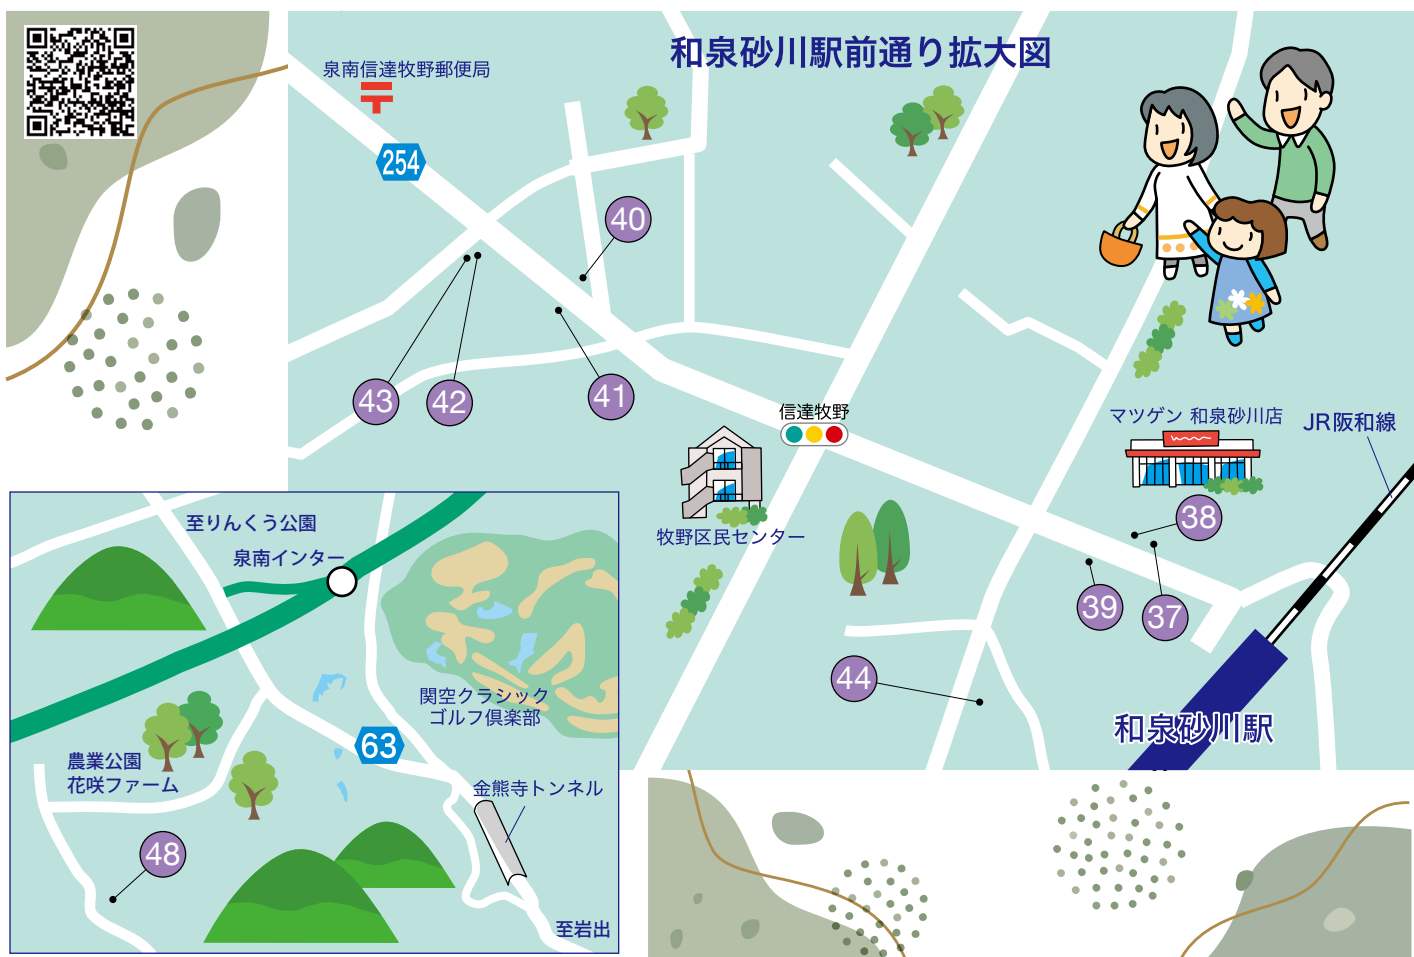 和泉砂川駅前通り拡大図
泉南信達牧野郵便局
254
40
43
42
41
信達牧野
マツゲン 和泉砂川店
JR阪和線
牧野区民センター
38
39
37
44
和泉砂川駅
至りんくう公園
泉南インター
関空クラシック
ゴルフ倶楽部
63
農業公園
花咲ファーム
金熊寺トンネル
48
至岩出